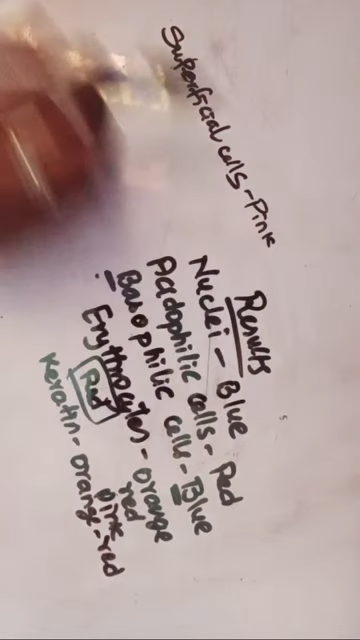 Superficial cells - Pink
Results
Nuclei - Blue
Acidophilic cells - Red
Basophilic cells - Blue
Erythrocytes - orange
red
Red
Pink
Keratin - orange-red